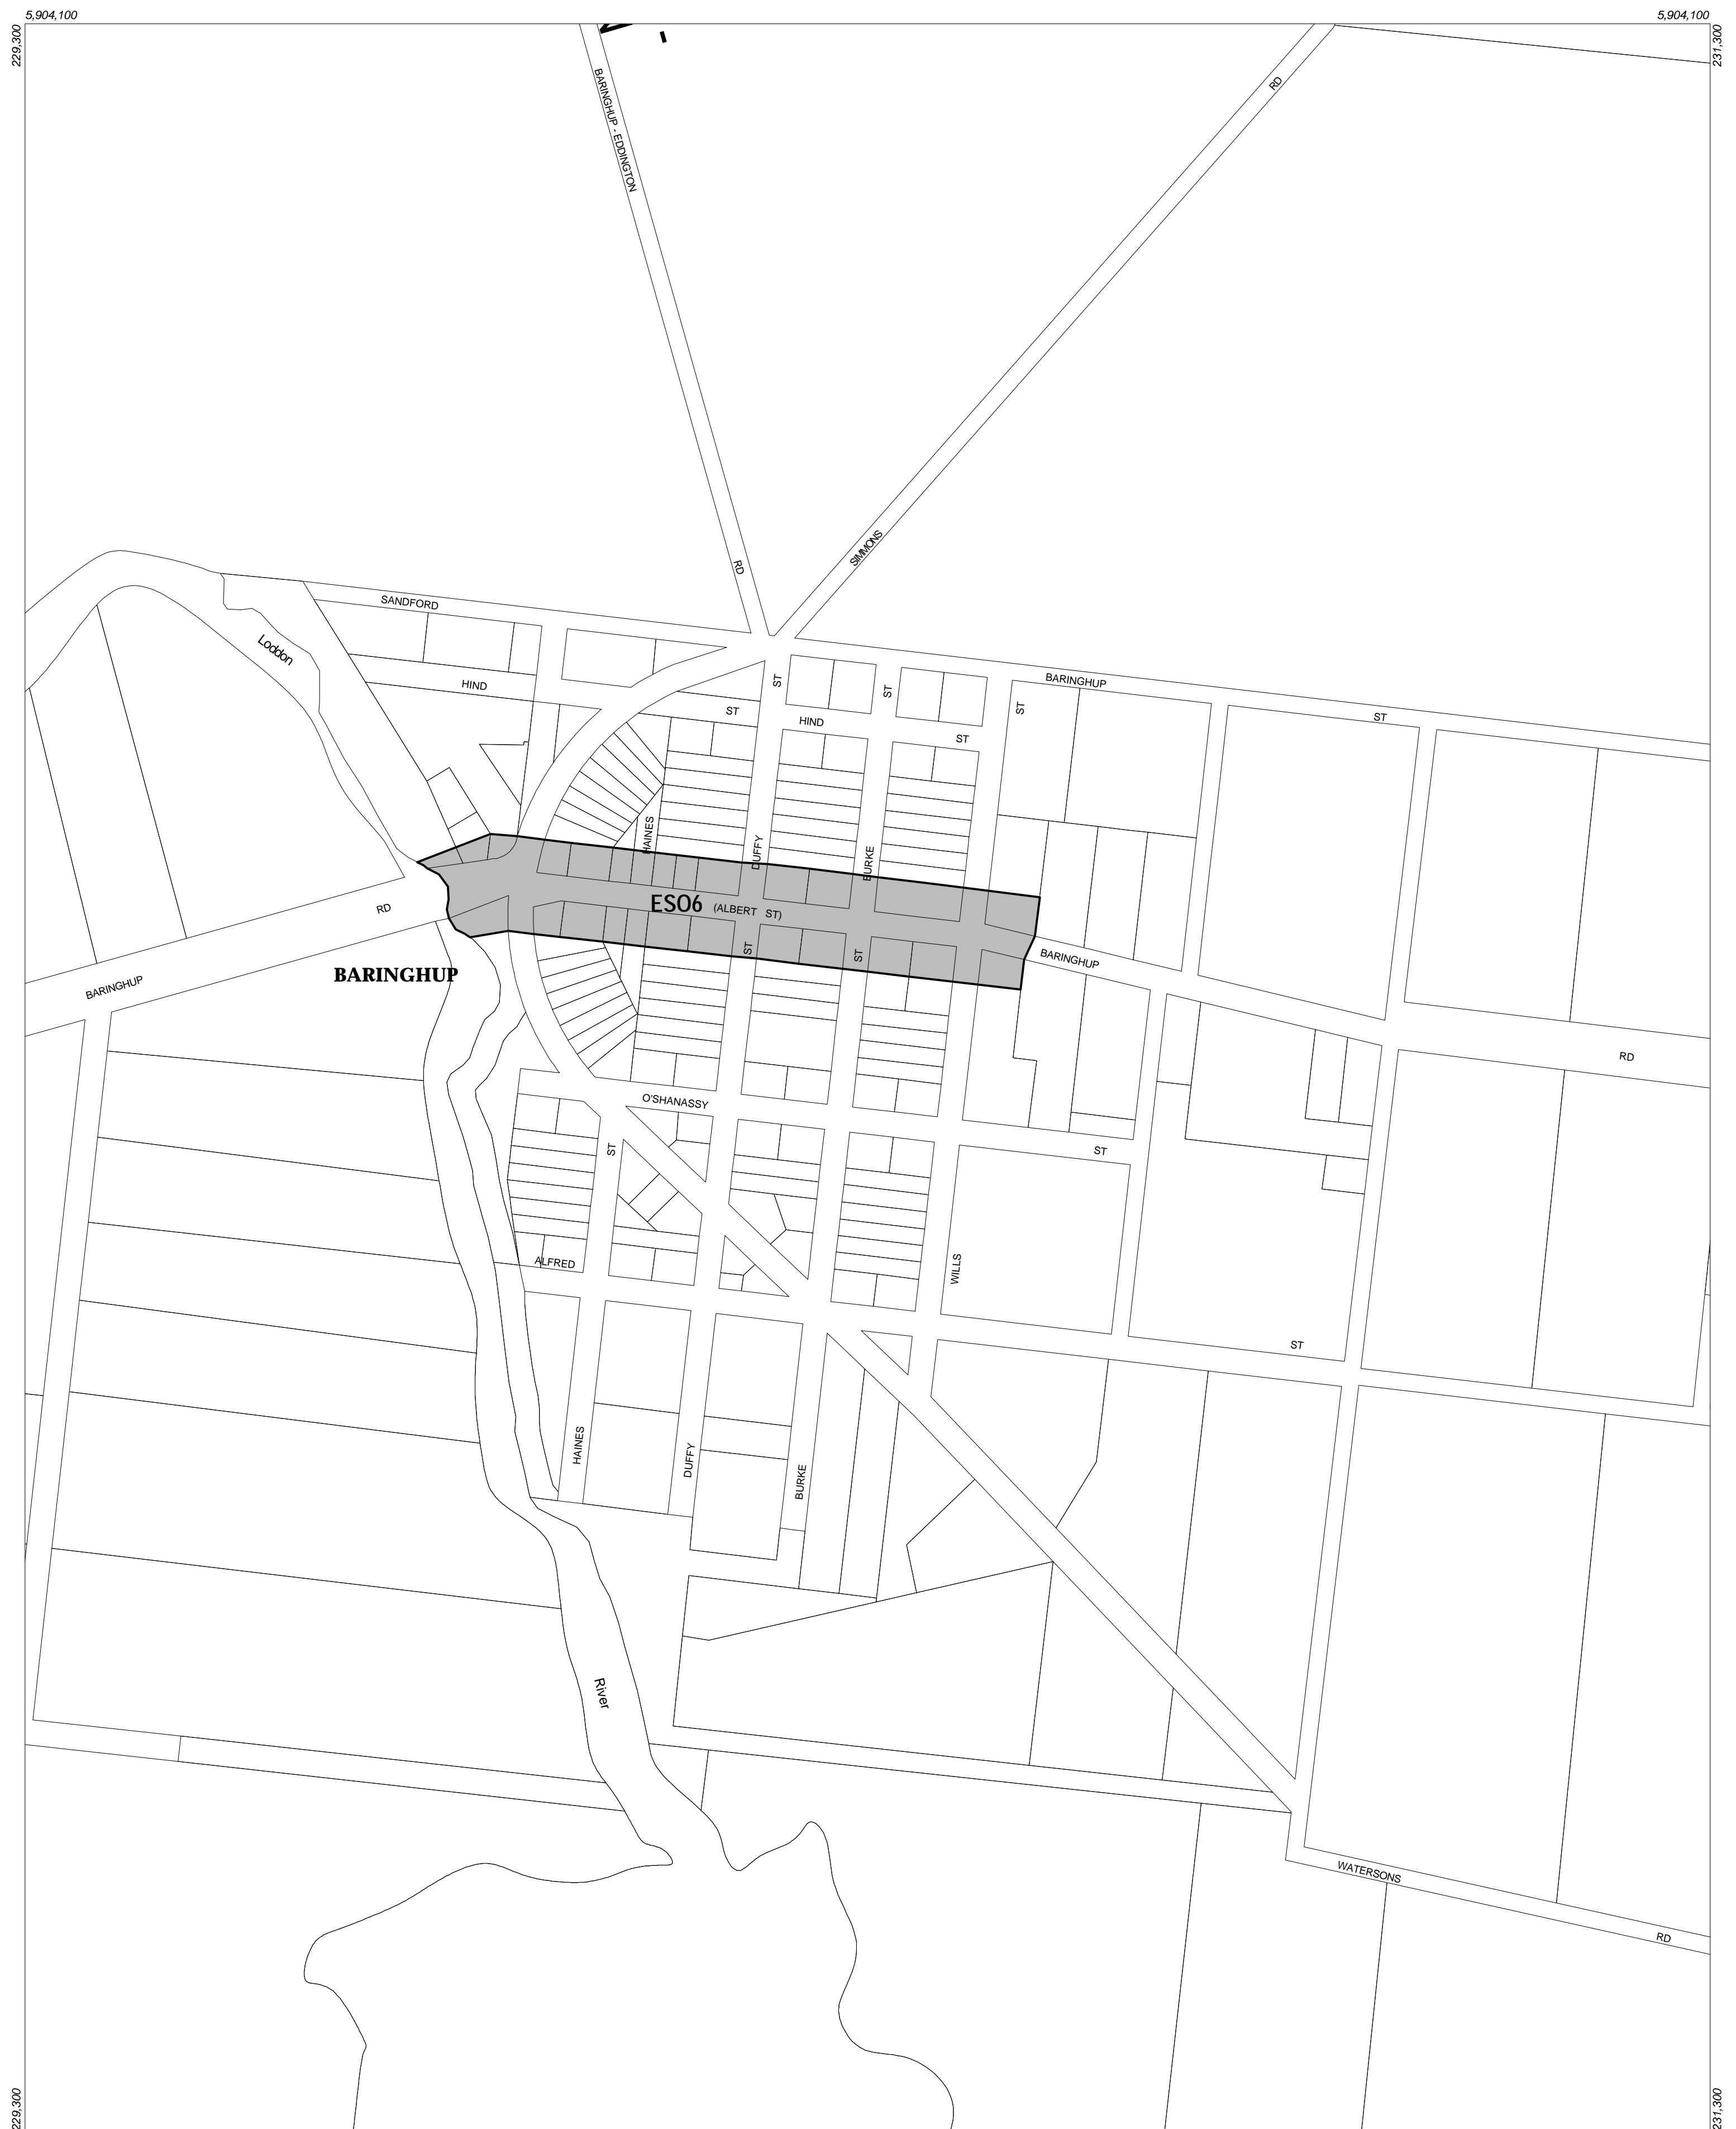 5,904,100
5,904,100
229,300
231,300
BARINGHUP - EDDINGTON
RD
RD
SIMMONS
SANDFORD
Loddon
HIND
ST
ST
ST
BARINGHUP
ST
ST
ST
HIND
ST
HAINES
DUFFY
BURKE
ESO6
(ALBERT ST)
RD
ST
ST
BARINGHUP
BARINGHUP
BARINGHUP
RD
O'SHANASSY
ST
ST
ALFRED
WILLS
ST
HAINES
DUFFY
BURKE
River
WATERSONS
RD
229,300
231,300